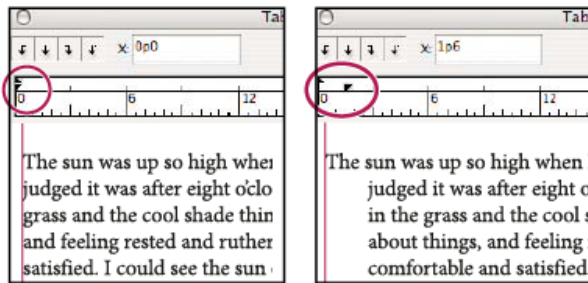 Tab
X: 0p0
0 6 12
The sun was up so high when
judged it was after eight o'clo
grass and the cool shade thin
and feeling rested and ruther
satisfied. I could see the sun
Tab
X: 1p6
0 6 12
The sun was up so high when
judged it was after eight o
in the grass and the cool s
about things, and feeling
comfortable and satisfied